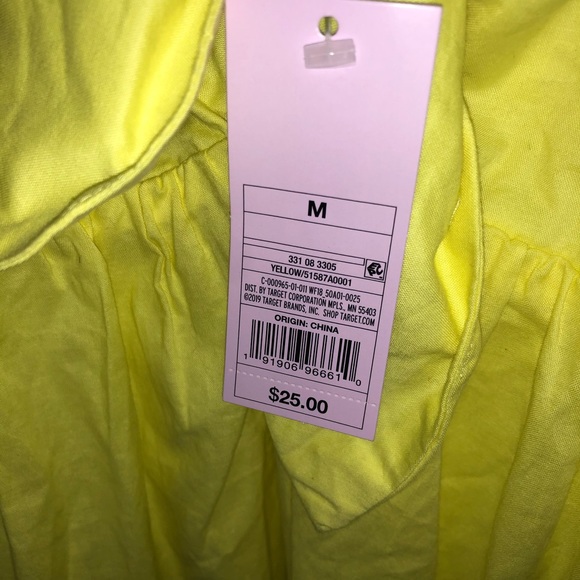 M
331 08 3305
YELLOW/51587A0001
C-000965-01-011 WF18_50A01-0025
DIST. BY TARGET CORPORATION MPLS., MN 55403
©2019 TARGET BRANDS, INC. SHOP TARGET.COM
ORIGIN: CHINA
1 91906 96661 0
$25.00